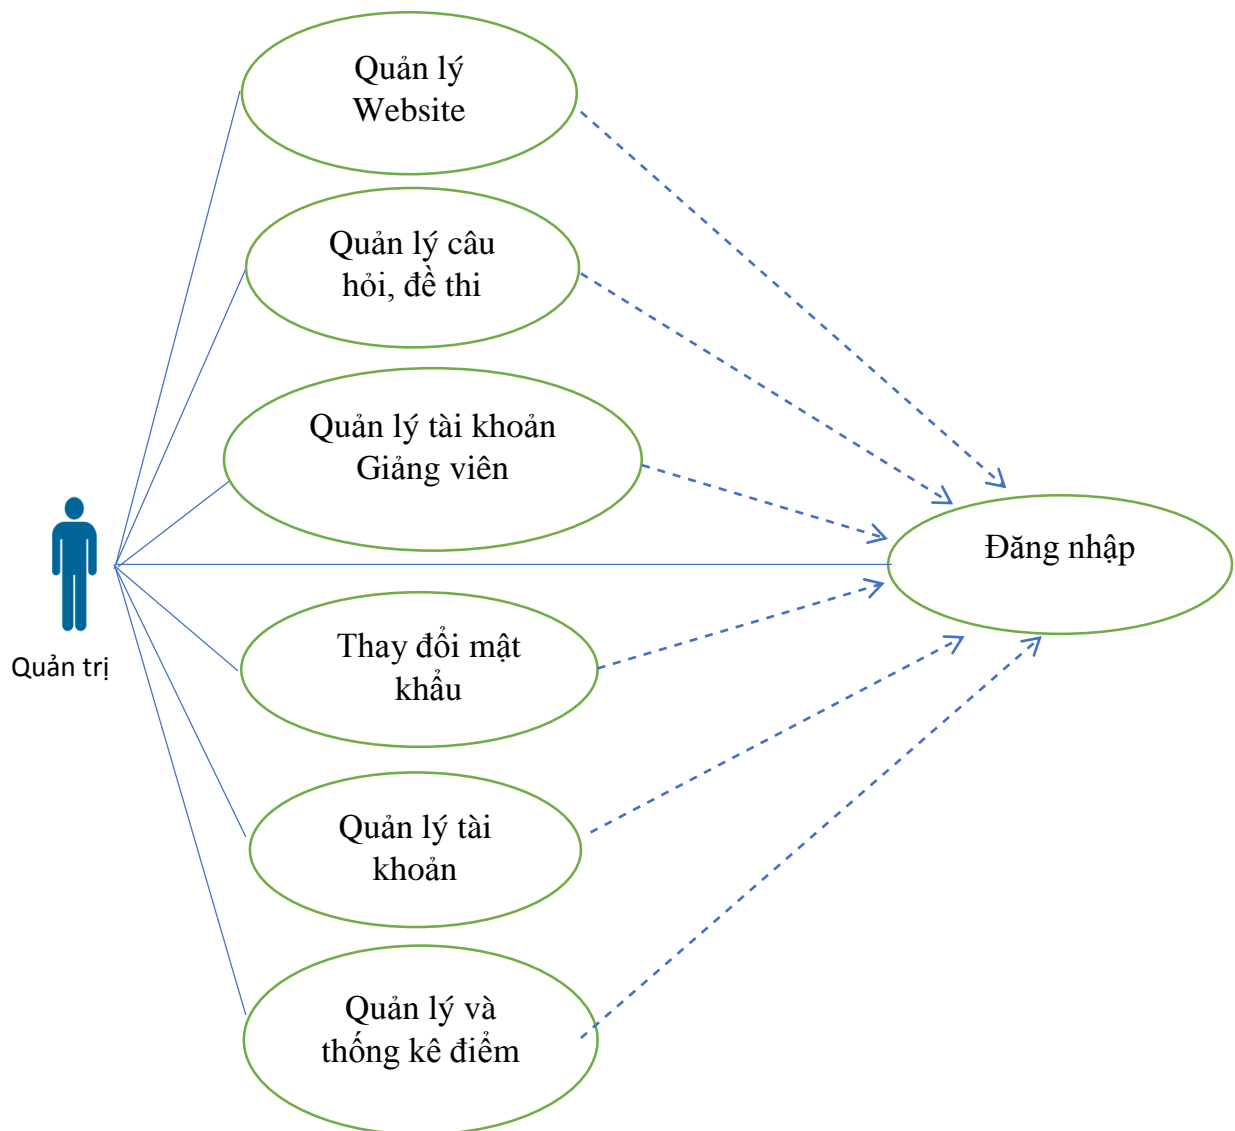 Quản lý
Website
Quản lý câu
hỏi, đề thi
Quản lý tài khoản
Giảng viên
Đăng nhập
Thay đổi mật
khẩu
Quản trị
Quản lý tài
khoản
Quản lý và
thống kê điểm